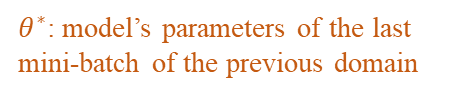 θ*: model's parameters of the last
mini-batch of the previous domain